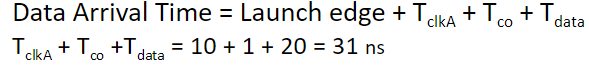 Data Arrival Time = Launch edge + TclkA + Tco + Tdata
TclkA + Tco +Tdata = 10 + 1 + 20 = 31 ns